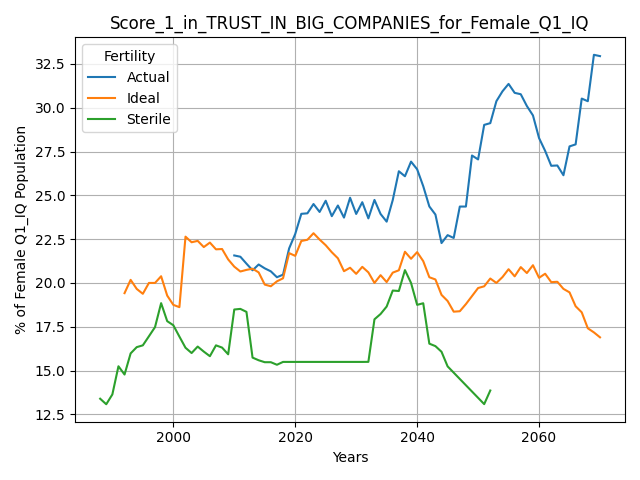 Score_1_in_TRUST_IN_BIG_COMPANIES_for_Female_Q1_IQ
Fertility
Actual
Ideal
Sterile
% of Female Q1_IQ Population
32.5
30.0
27.5
25.0
22.5
20.0
17.5
15.0
12.5
2000
2020
2040
2060
Years